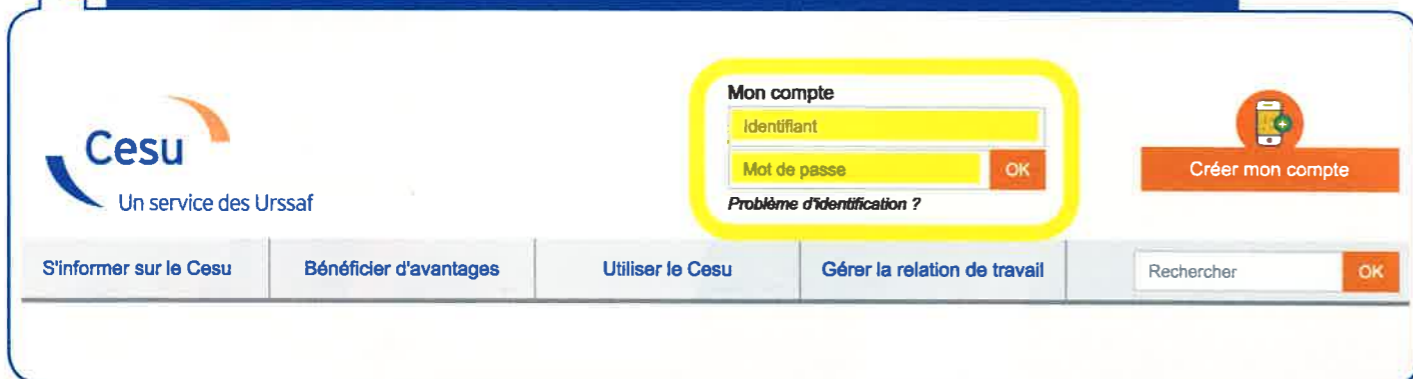 Mon compte
Identifiant
Mot de passe OK
Problème d'identification ?
Cesu
Un service des Urssaf
Créer mon compte
S'informer sur le Cesu Bénéficier d'avantages Utiliser le Cesu Gérer la relation de travail Rechercher OK